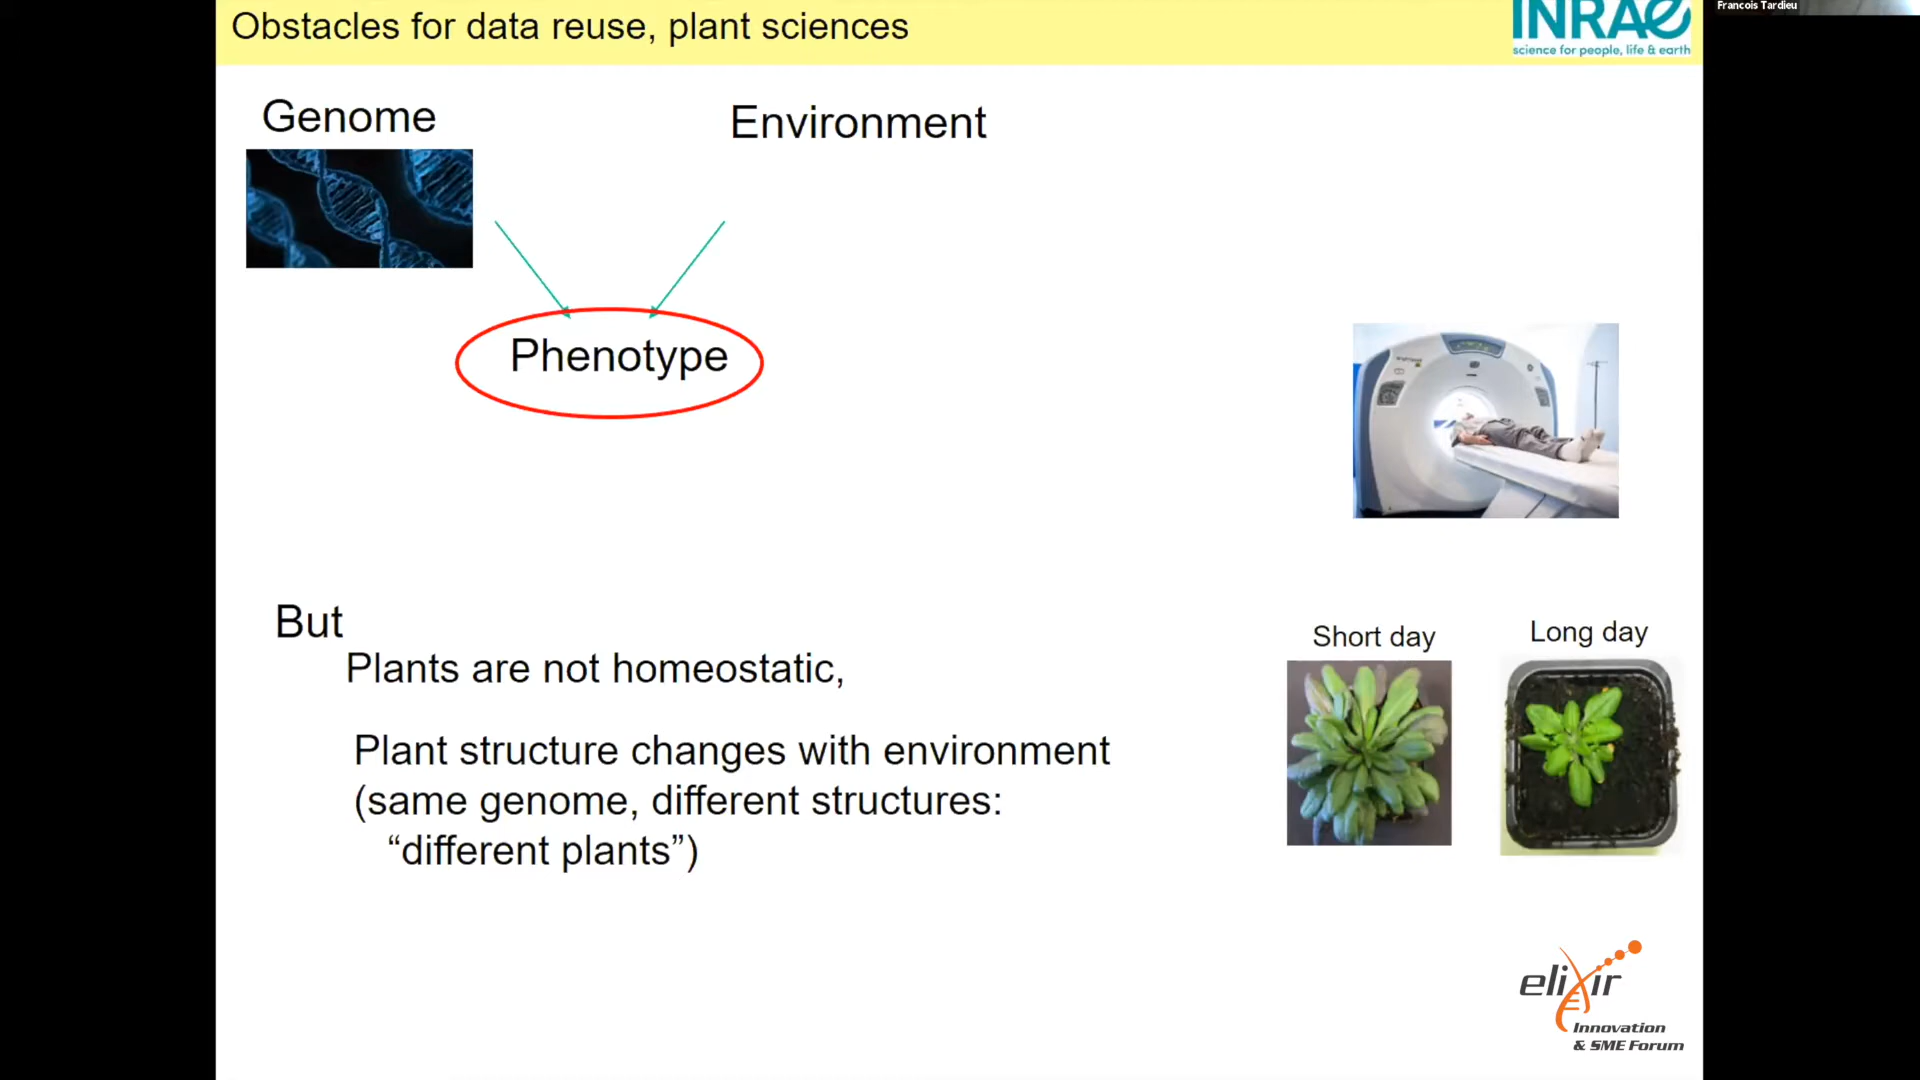 Francois Tardieu
Obstacles for data reuse, plant sciences
INRAE
science for people, life & earth
Genome
Environment
Phenotype
But
Plants are not homeostatic,
Plant structure changes with environment
(same genome, different structures:
“different plants”)
Short day
Long day
elixir
Innovation
& SME Forum